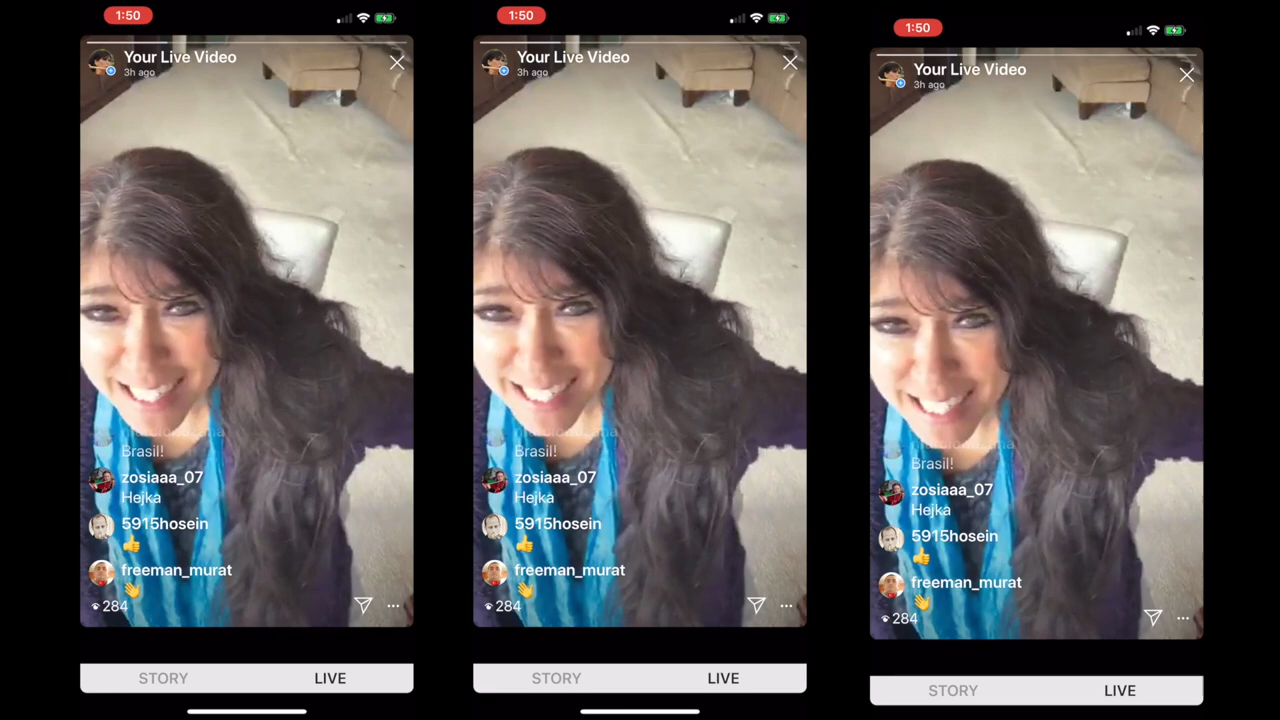 1:50
Your Live Video
3h ago
Brasil!
zosiaaa_07
Hejka
5915hosein
freeman_murat
284
STORY LIVE
1:50
Your Live Video
3h ago
Brasil!
zosiaaa_07
Hejka
5915hosein
freeman_murat
284
STORY LIVE
1:50
Your Live Video
3h ago
Brasil!
zosiaaa_07
Hejka
5915hosein
freeman_murat
284
STORY LIVE